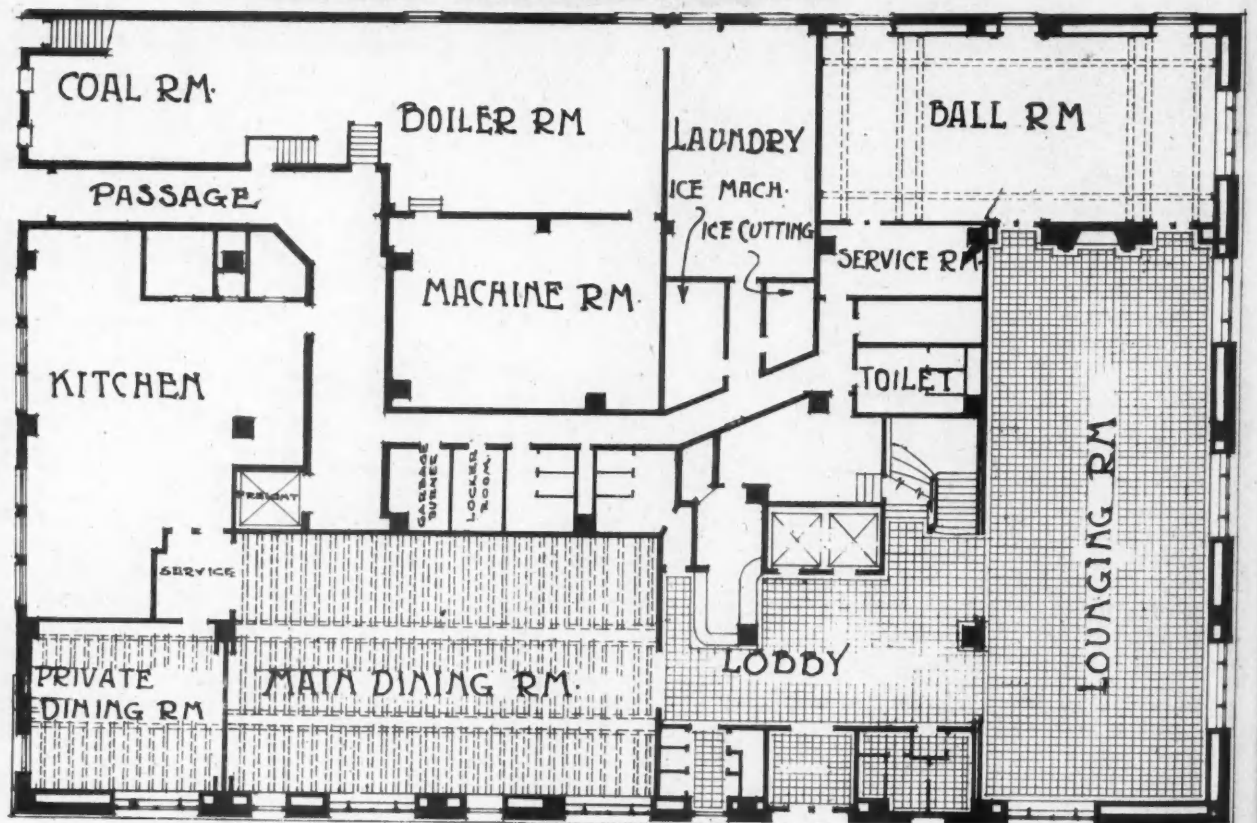 COAL RM.
BOILER RM
LAUNDRY
BALL RM
PASSAGE
ICE MACH.
ICE CUTTING
SERVICE RM.
MACHINE RM.
KITCHEN
TOILET
GARBAGE
BURNER
LOCKER
ROOM.
FREIGHT
SERVICE
LOUNGING RM
LOBBY
PRIVATE
DINING RM
MAIN DINING RM.